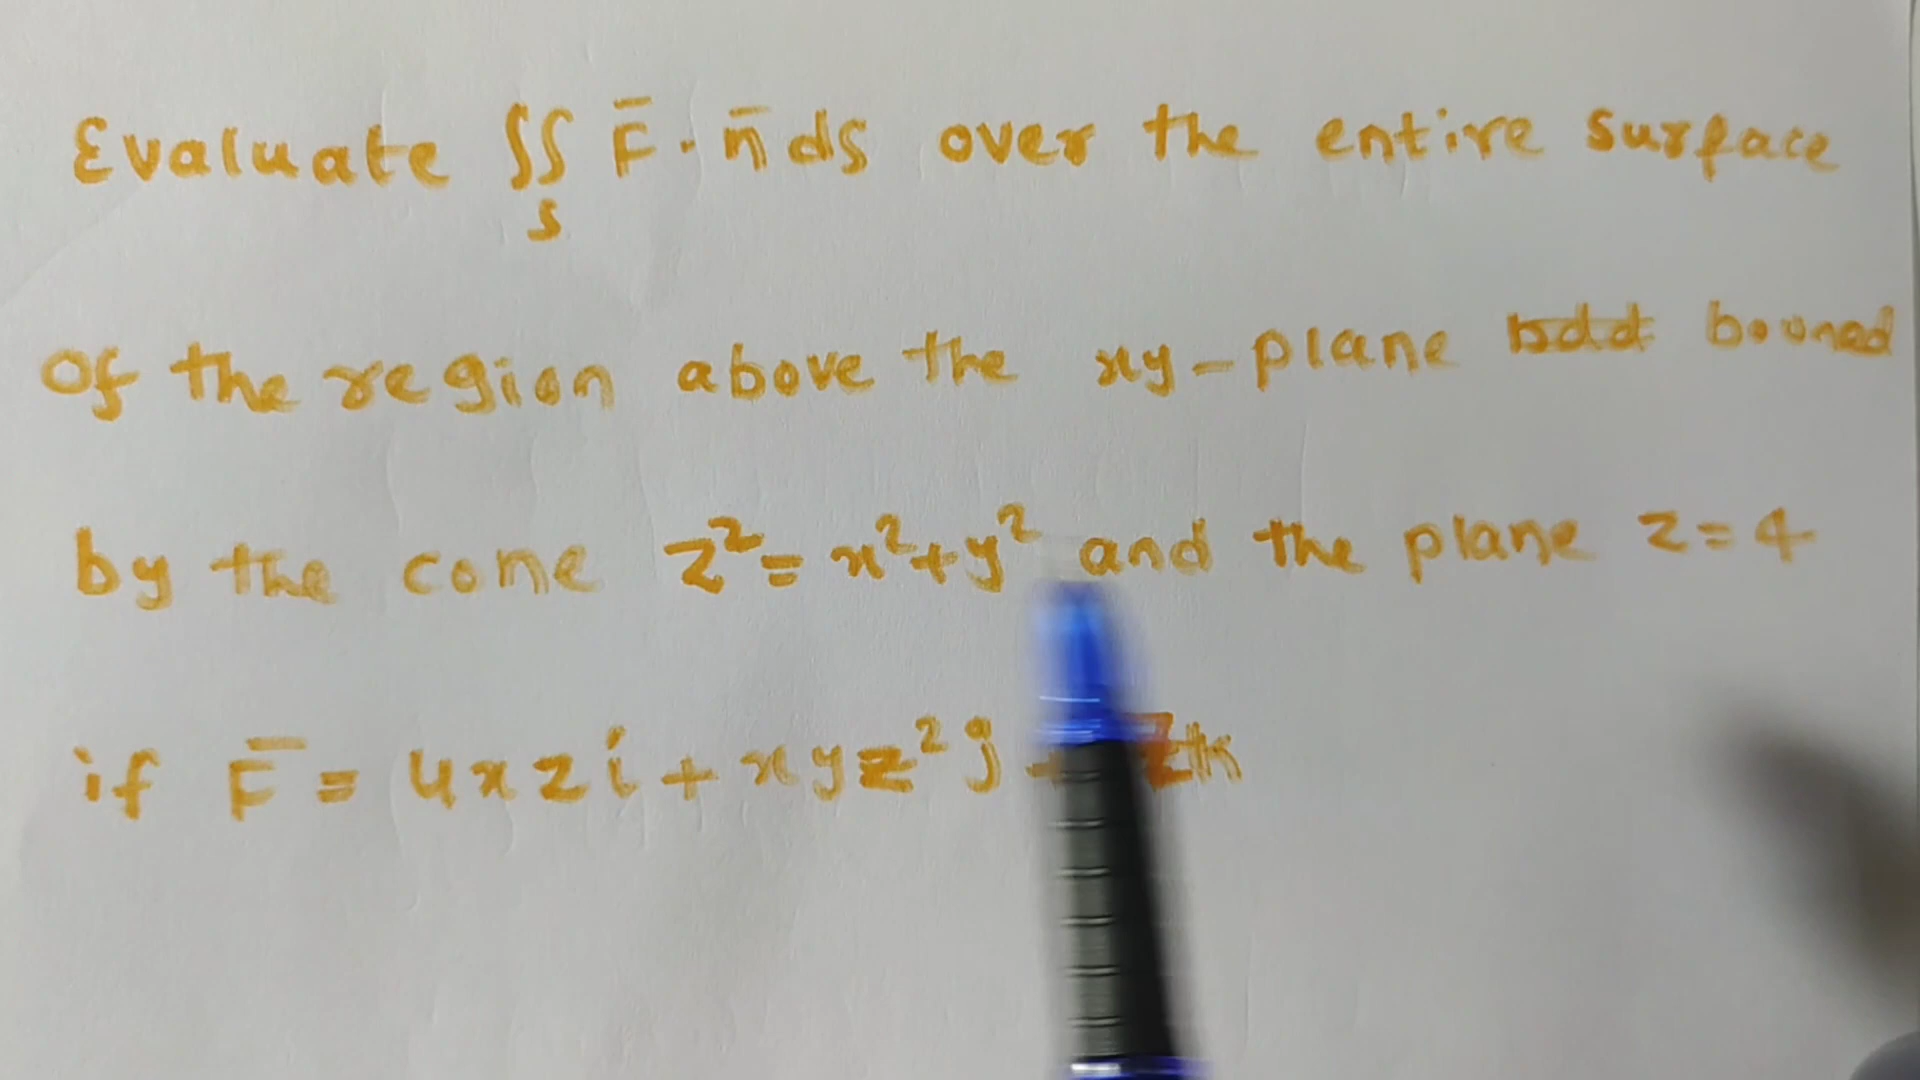 Evaluate ∬ F̄ · n̄ ds over the entire surface
S
of the region above the xy-plane bouned
by the cone z² = x² + y² and the plane z = 4
if F̄ = 4xzi + xyz²j + zk